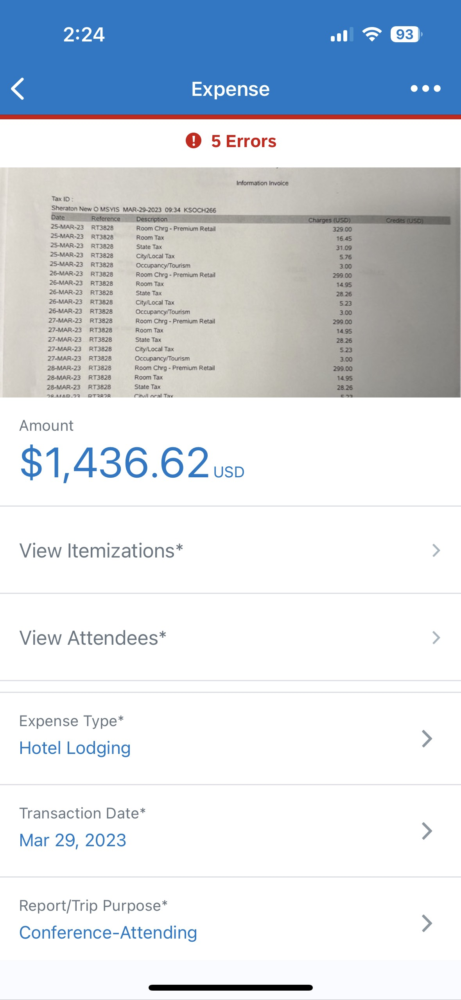 2:24
93
Expense
5 Errors
Information Invoice
Tax ID :
Sheraton New O MSYIS MAR-29-2023 09:34 KSOCH266
Date Reference Description Charges (USD) Credits (USD)
25-MAR-23 RT3828 Room Chrg - Premium Retail 329.00
25-MAR-23 RT3828 Room Tax 16.45
25-MAR-23 RT3828 State Tax 31.09
25-MAR-23 RT3828 City/Local Tax 5.76
25-MAR-23 RT3828 Occupancy/Tourism 3.00
26-MAR-23 RT3828 Room Chrg - Premium Retail 299.00
26-MAR-23 RT3828 Room Tax 14.95
26-MAR-23 RT3828 State Tax 28.26
26-MAR-23 RT3828 City/Local Tax 5.23
26-MAR-23 RT3828 Occupancy/Tourism 3.00
27-MAR-23 RT3828 Room Chrg - Premium Retail 299.00
27-MAR-23 RT3828 Room Tax 14.95
27-MAR-23 RT3828 State Tax 28.26
27-MAR-23 RT3828 City/Local Tax 5.23
27-MAR-23 RT3828 Occupancy/Tourism 3.00
28-MAR-23 RT3828 Room Chrg - Premium Retail 299.00
28-MAR-23 RT3828 Room Tax 14.95
28-MAR-23 RT3828 State Tax 28.26
28-MAR-23 RT3828 City/Local Tax 5.23
Amount
$1,436.62 USD
View Itemizations*
View Attendees*
Expense Type*
Hotel Lodging
Transaction Date*
Mar 29, 2023
Report/Trip Purpose*
Conference-Attending